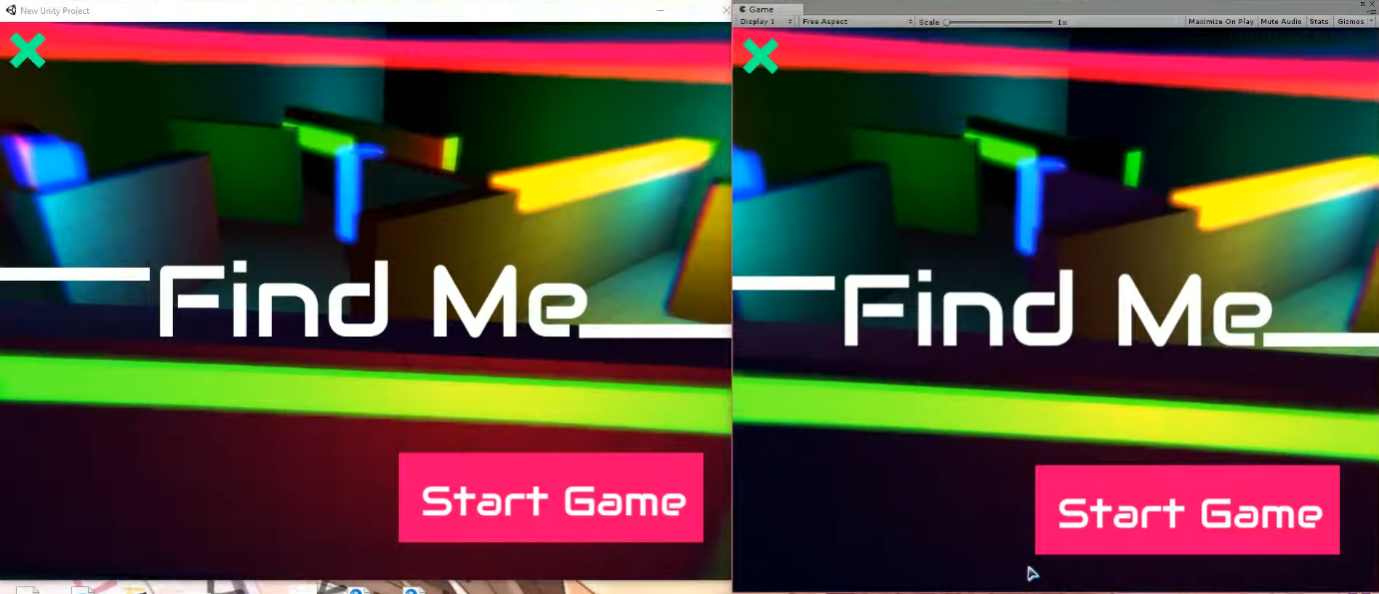 New Unity Project
Find Me
Start Game
Game
Display 1
Free Aspect
Scale
1x
Maximize On Play
Mute Audio
Stats
Gizmos
Find Me
Start Game